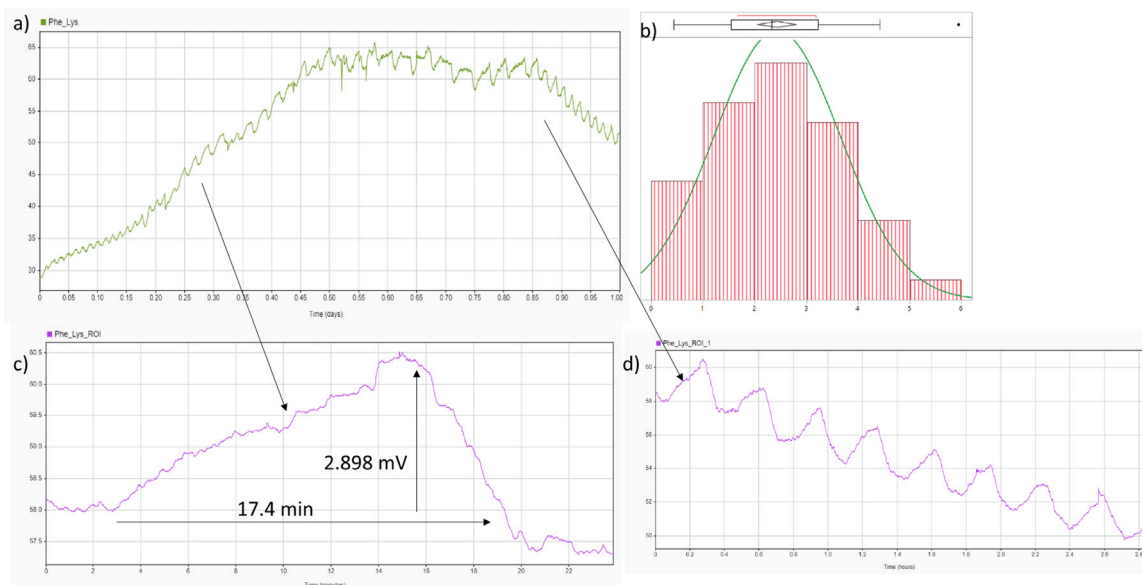 a)
Phe_Lys
65
60
55
50
45
40
35
30
0 0.05 0.10 0.15 0.20 0.25 0.30 0.35 0.40 0.45 0.50 0.55 0.60 0.65 0.70 0.75 0.80 0.85 0.90 0.95 1.00
Time (days)
b)
0 1 2 3 4 5 6
c)
Phe_Lys_ROI
60.5
60.0
59.5
59.0
58.5
58.0
57.5
2.898 mV
17.4 min
0 2 4 6 8 10 12 14 16 18 20 22
Time (minutes)
d)
Phe_Lys_ROI_1
60
58
56
54
52
50
0 0.2 0.4 0.6 0.8 1.0 1.2 1.4 1.6 1.8 2.0 2.2 2.4 2.6 2.8
Time (hours)